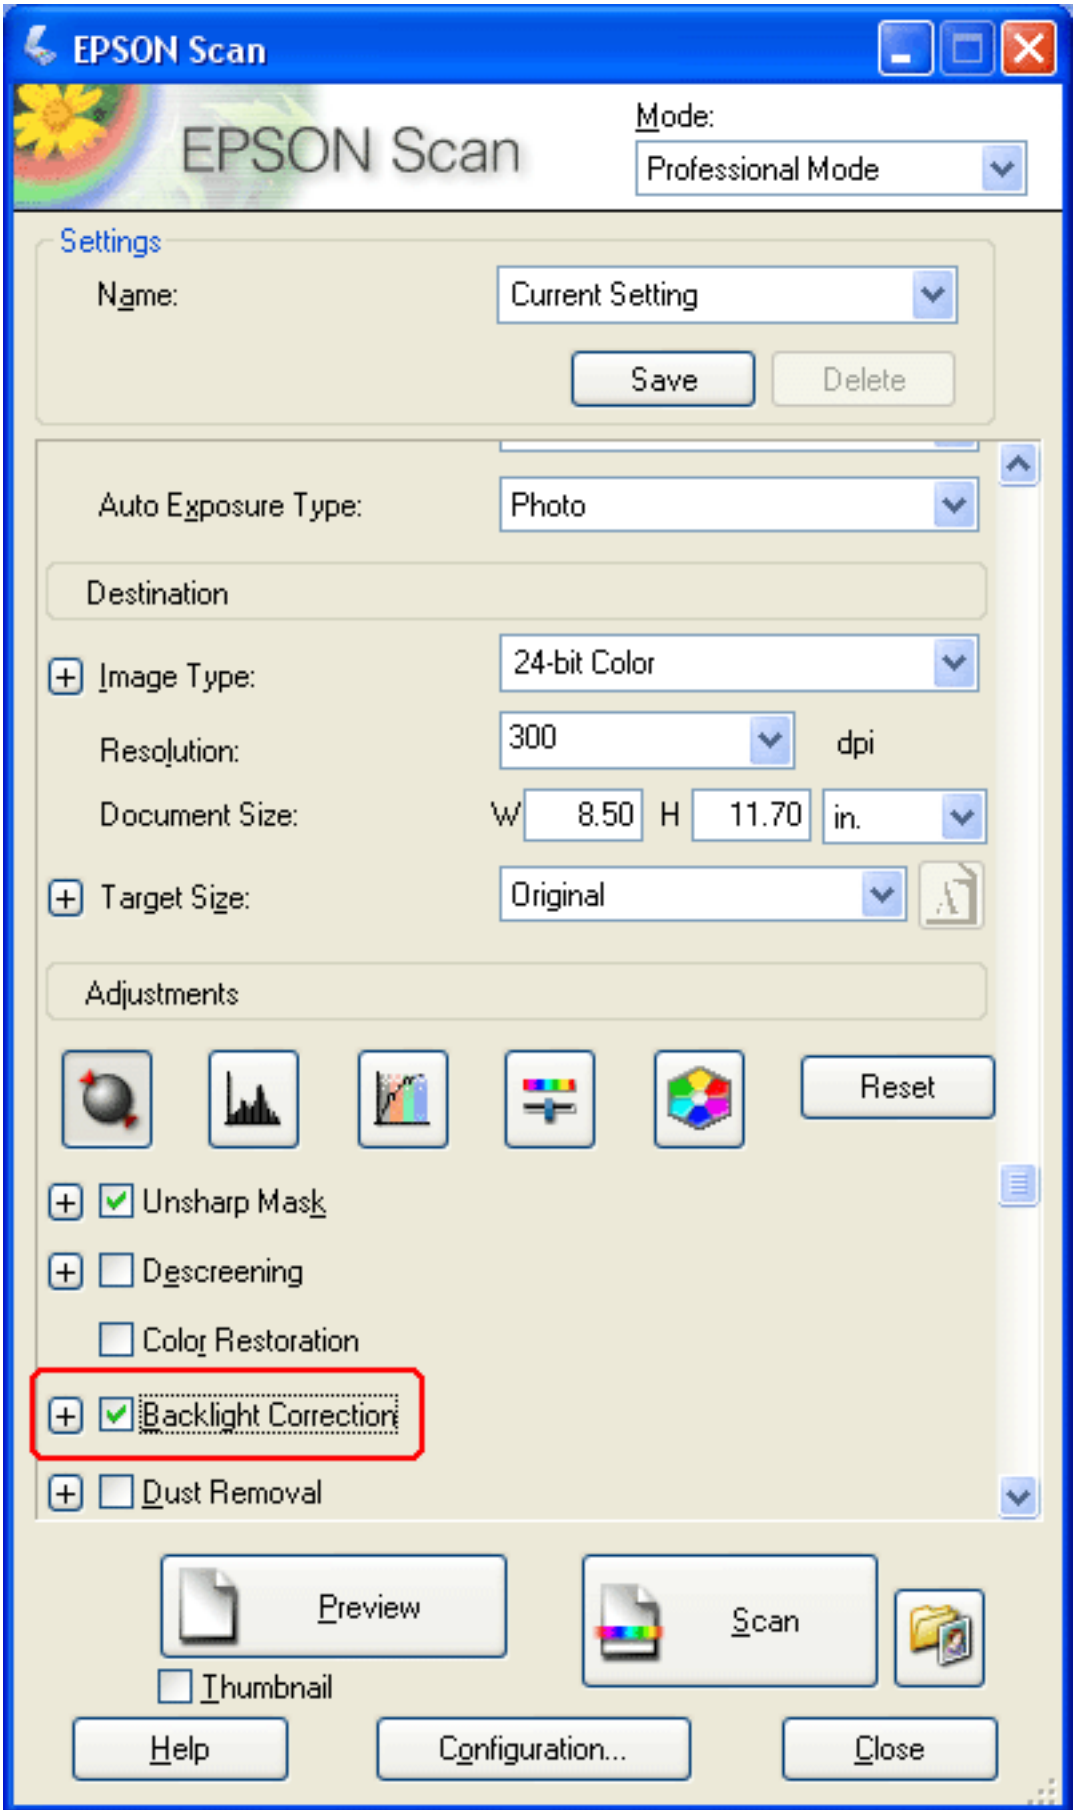 EPSON Scan
EPSON Scan
Mode:
Professional Mode
Settings
Name:
Current Setting
Save
Delete
Auto Exposure Type:
Photo
Destination
Image Type:
24-bit Color
Resolution:
300
dpi
Document Size:
W 8.50 H 11.70 in.
Target Size:
Original
A
Adjustments
Reset
Unsharp Mask
Descreening
Color Restoration
Backlight Correction
Dust Removal
Preview
Scan
Thumbnail
Help
Configuration...
Close